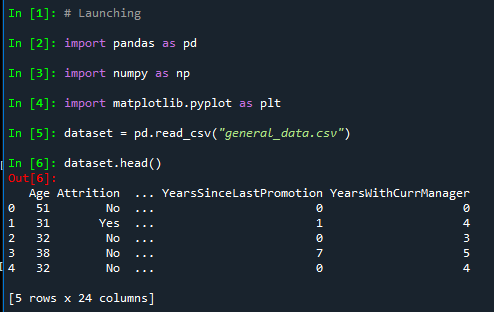 In [1]: # Launching
In [2]: import pandas as pd
In [3]: import numpy as np
In [4]: import matplotlib.pyplot as plt
In [5]: dataset = pd.read_csv("general_data.csv")
In [6]: dataset.head()
Out[6]:
Age Attrition ... YearsSinceLastPromotion YearsWithCurrManager
0 51 No ... 0 0
1 31 Yes ... 1 4
2 32 No ... 0 3
3 38 No ... 7 5
4 32 No ... 0 4
[5 rows x 24 columns]